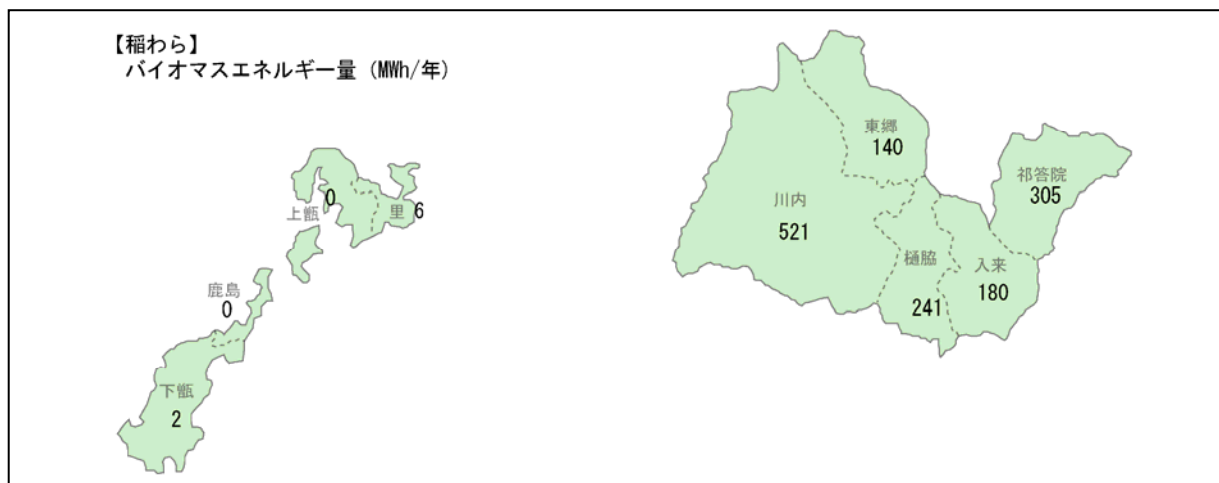 【稲わら】
バイオマスエネルギー量 (MWh/年)
東郷
140
祁答院
305
川内
521
樋脇
241
入来
180
上甑
0
里
6
鹿島
0
下甑
2